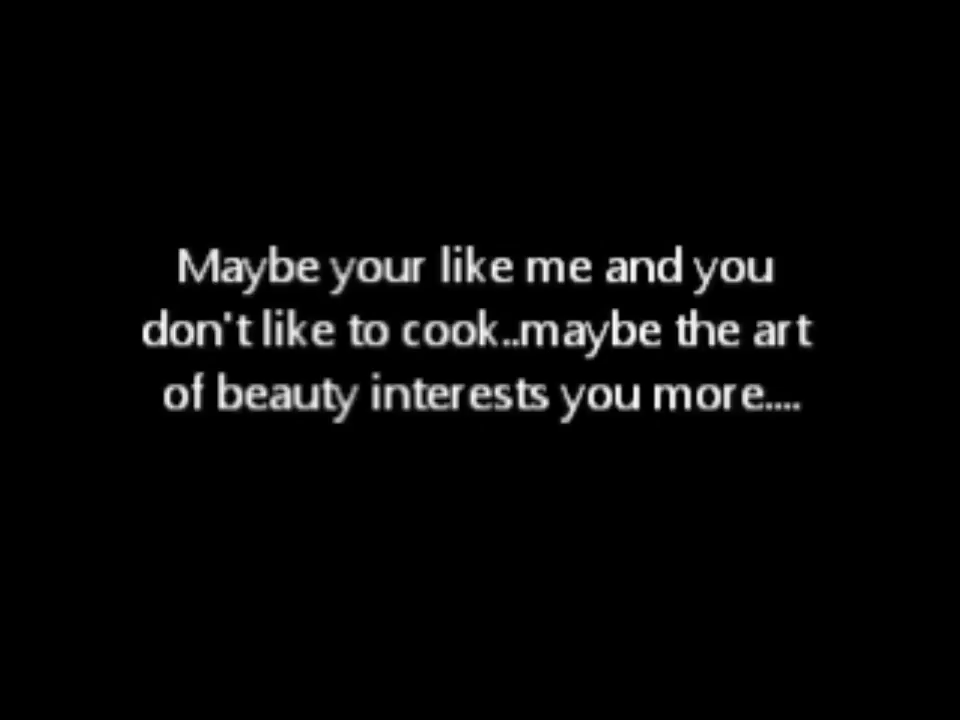 Maybe your like me and you
don't like to cook..maybe the art
of beauty interests you more....